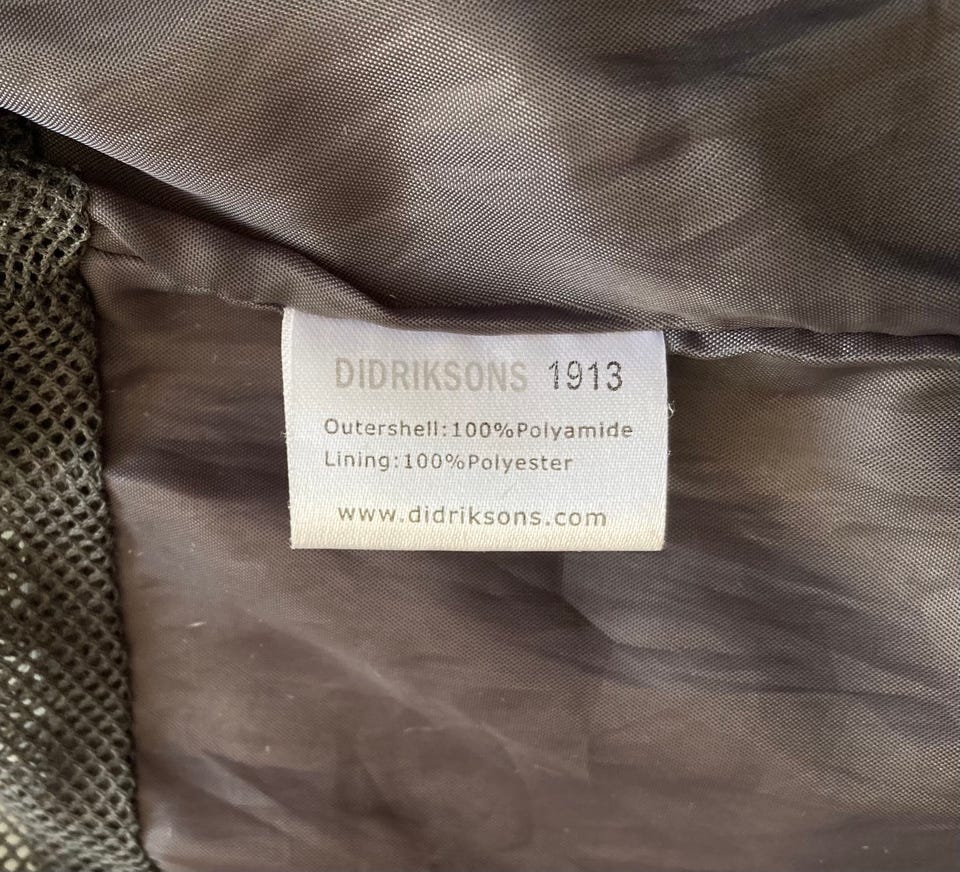 DIDRIKSONS 1913
Outershell:100%Polyamide
Lining:100%Polyester
www.didriksons.com